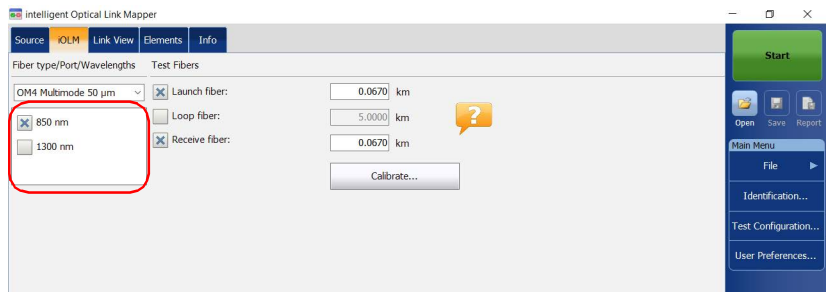 intelligent Optical Link Mapper
Source iOLM Link View Elements Info
Fiber type/Port/Wavelengths Test Fibers
OM4 Multimode 50 µm
Launch fiber: 0.0670 km
850 nm
Loop fiber: 5.0000 km
1300 nm
Receive fiber: 0.0670 km
Calibrate...
?
Start
Open Save Report
Main Menu
File
Identification...
Test Configuration...
User Preferences...